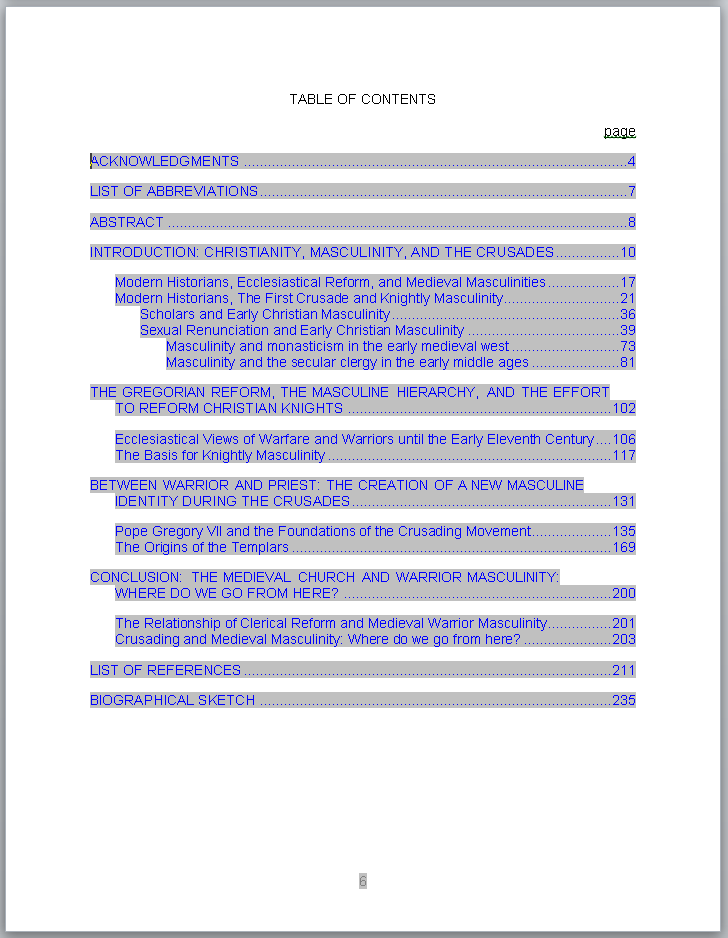 TABLE OF CONTENTS
page
ACKNOWLEDGMENTS ........ 4
LIST OF ABBREVIATIONS ........ 7
ABSTRACT ........ 8
INTRODUCTION: CHRISTIANITY, MASCULINITY, AND THE CRUSADES ........ 10
Modern Historians, Ecclesiastical Reform, and Medieval Masculinities ........ 17
Modern Historians, The First Crusade and Knightly Masculinity ........ 21
Scholars and Early Christian Masculinity ........ 36
Sexual Renunciation and Early Christian Masculinity ........ 39
Masculinity and monasticism in the early medieval west ........ 73
Masculinity and the secular clergy in the early middle ages ........ 81
THE GREGORIAN REFORM, THE MASCULINE HIERARCHY, AND THE EFFORT
TO REFORM CHRISTIAN KNIGHTS ........ 102
Ecclesiastical Views of Warfare and Warriors until the Early Eleventh Century .... 106
The Basis for Knightly Masculinity ........ 117
BETWEEN WARRIOR AND PRIEST: THE CREATION OF A NEW MASCULINE
IDENTITY DURING THE CRUSADES ........ 131
Pope Gregory VII and the Foundations of the Crusading Movement ........ 135
The Origins of the Templars ........ 169
CONCLUSION: THE MEDIEVAL CHURCH AND WARRIOR MASCULINITY:
WHERE DO WE GO FROM HERE? ........ 200
The Relationship of Clerical Reform and Medieval Warrior Masculinity ........ 201
Crusading and Medieval Masculinity: Where do we go from here? ........ 203
LIST OF REFERENCES ........ 211
BIOGRAPHICAL SKETCH ........ 235
6